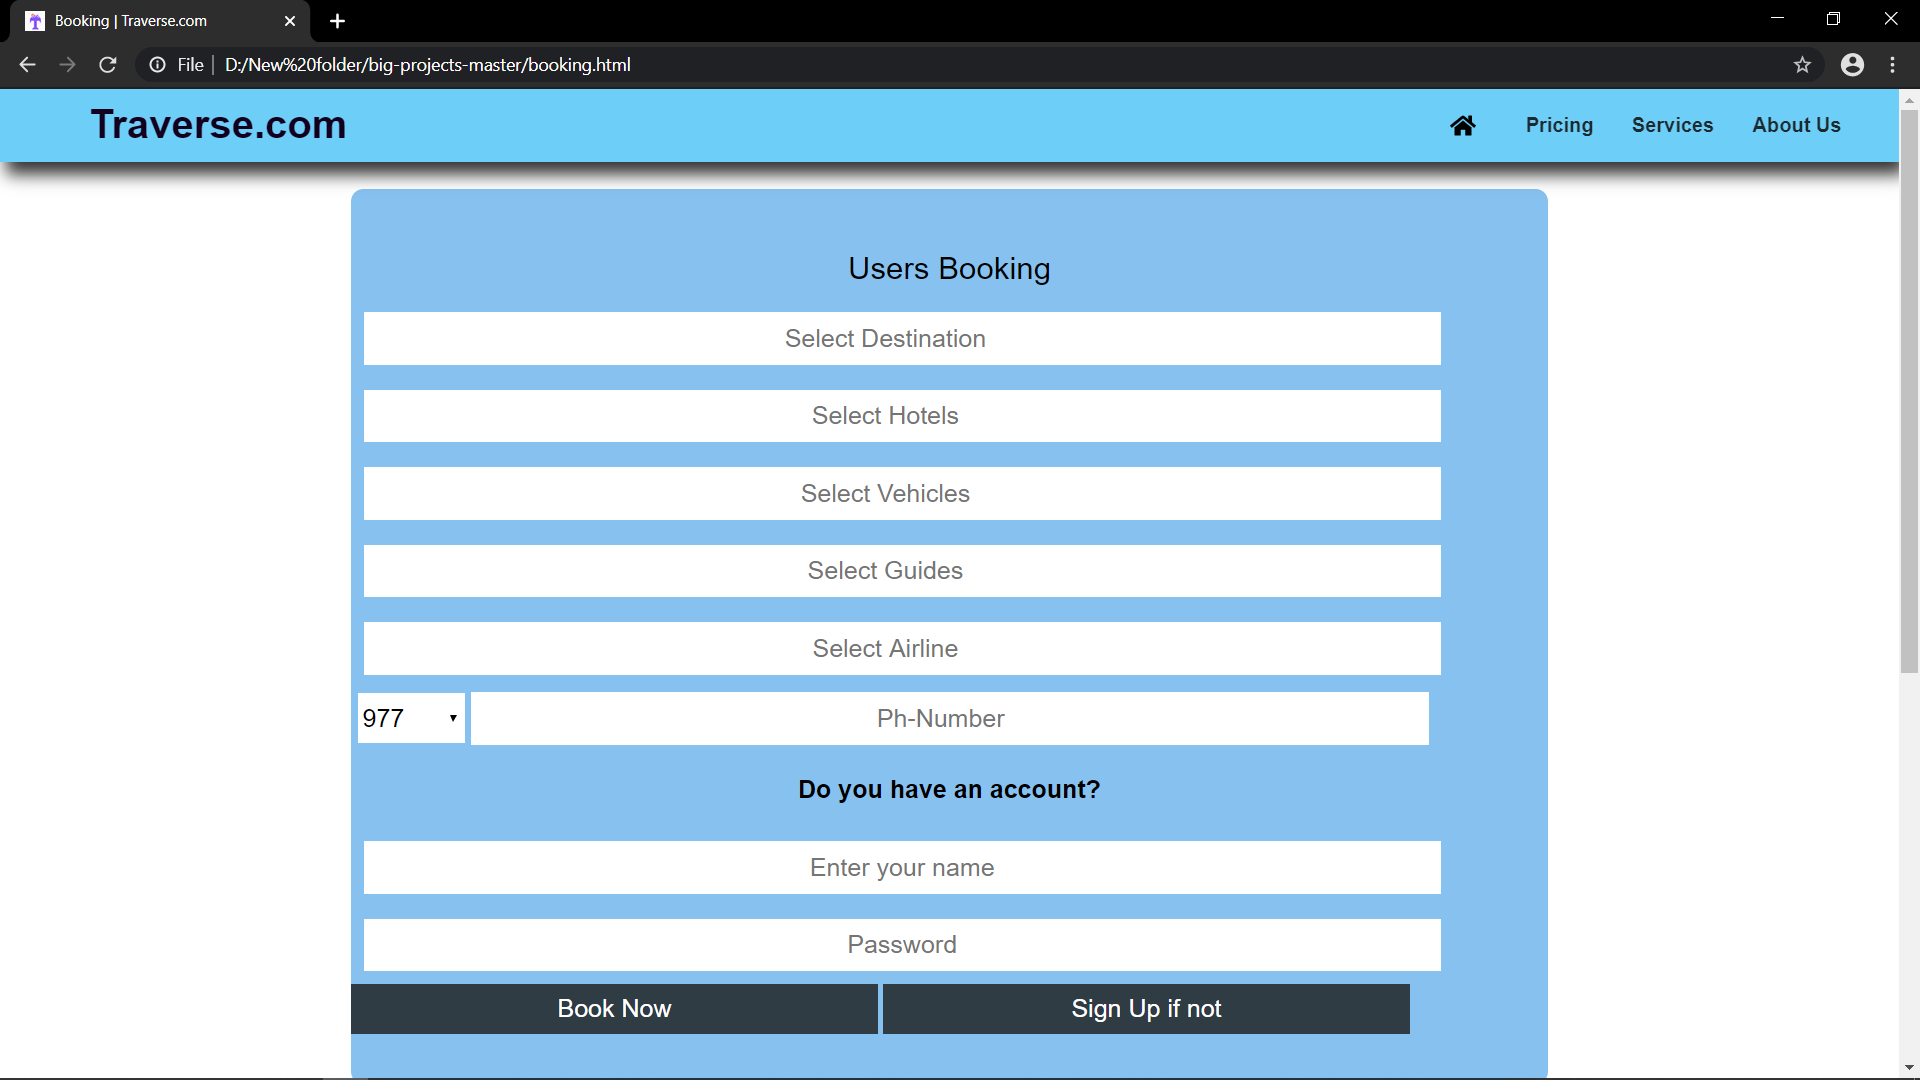 Booking | Traverse.com
File | D:/New%20folder/big-projects-master/booking.html
Traverse.com
Pricing
Services
About Us
Users Booking
Select Destination
Select Hotels
Select Vehicles
Select Guides
Select Airline
977
Ph-Number
Do you have an account?
Enter your name
Password
Book Now
Sign Up if not